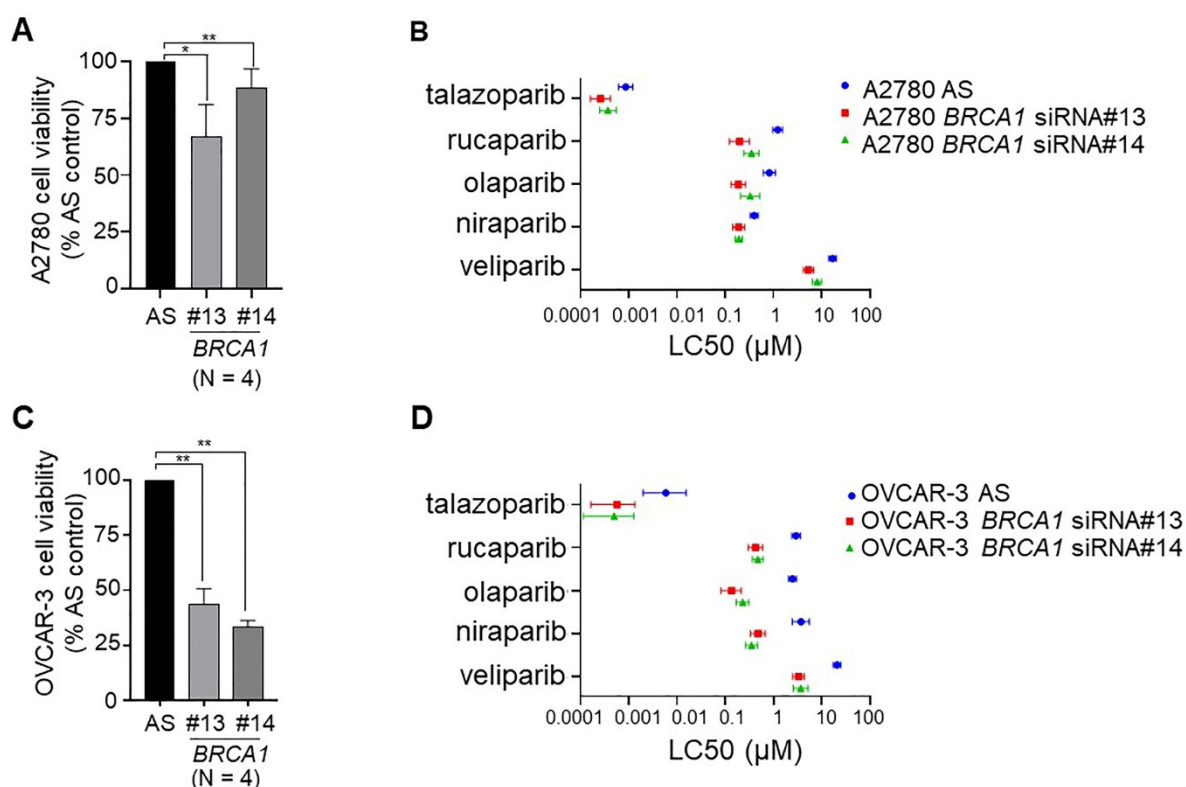 A
A2780 cell viability
(% AS control)
100
75
50
25
0
*
**
AS #13 #14
BRCA1
(N = 4)
B
talazoparib
rucaparib
olaparib
niraparib
veliparib
0.0001 0.001 0.01 0.1 1 10 100
LC50 (µM)
A2780 AS
A2780 BRCA1 siRNA#13
A2780 BRCA1 siRNA#14
C
OVCAR-3 cell viability
(% AS control)
100
75
50
25
0
**
**
AS #13 #14
BRCA1
(N = 4)
D
talazoparib
rucaparib
olaparib
niraparib
veliparib
0.0001 0.001 0.01 0.1 1 10 100
LC50 (µM)
OVCAR-3 AS
OVCAR-3 BRCA1 siRNA#13
OVCAR-3 BRCA1 siRNA#14